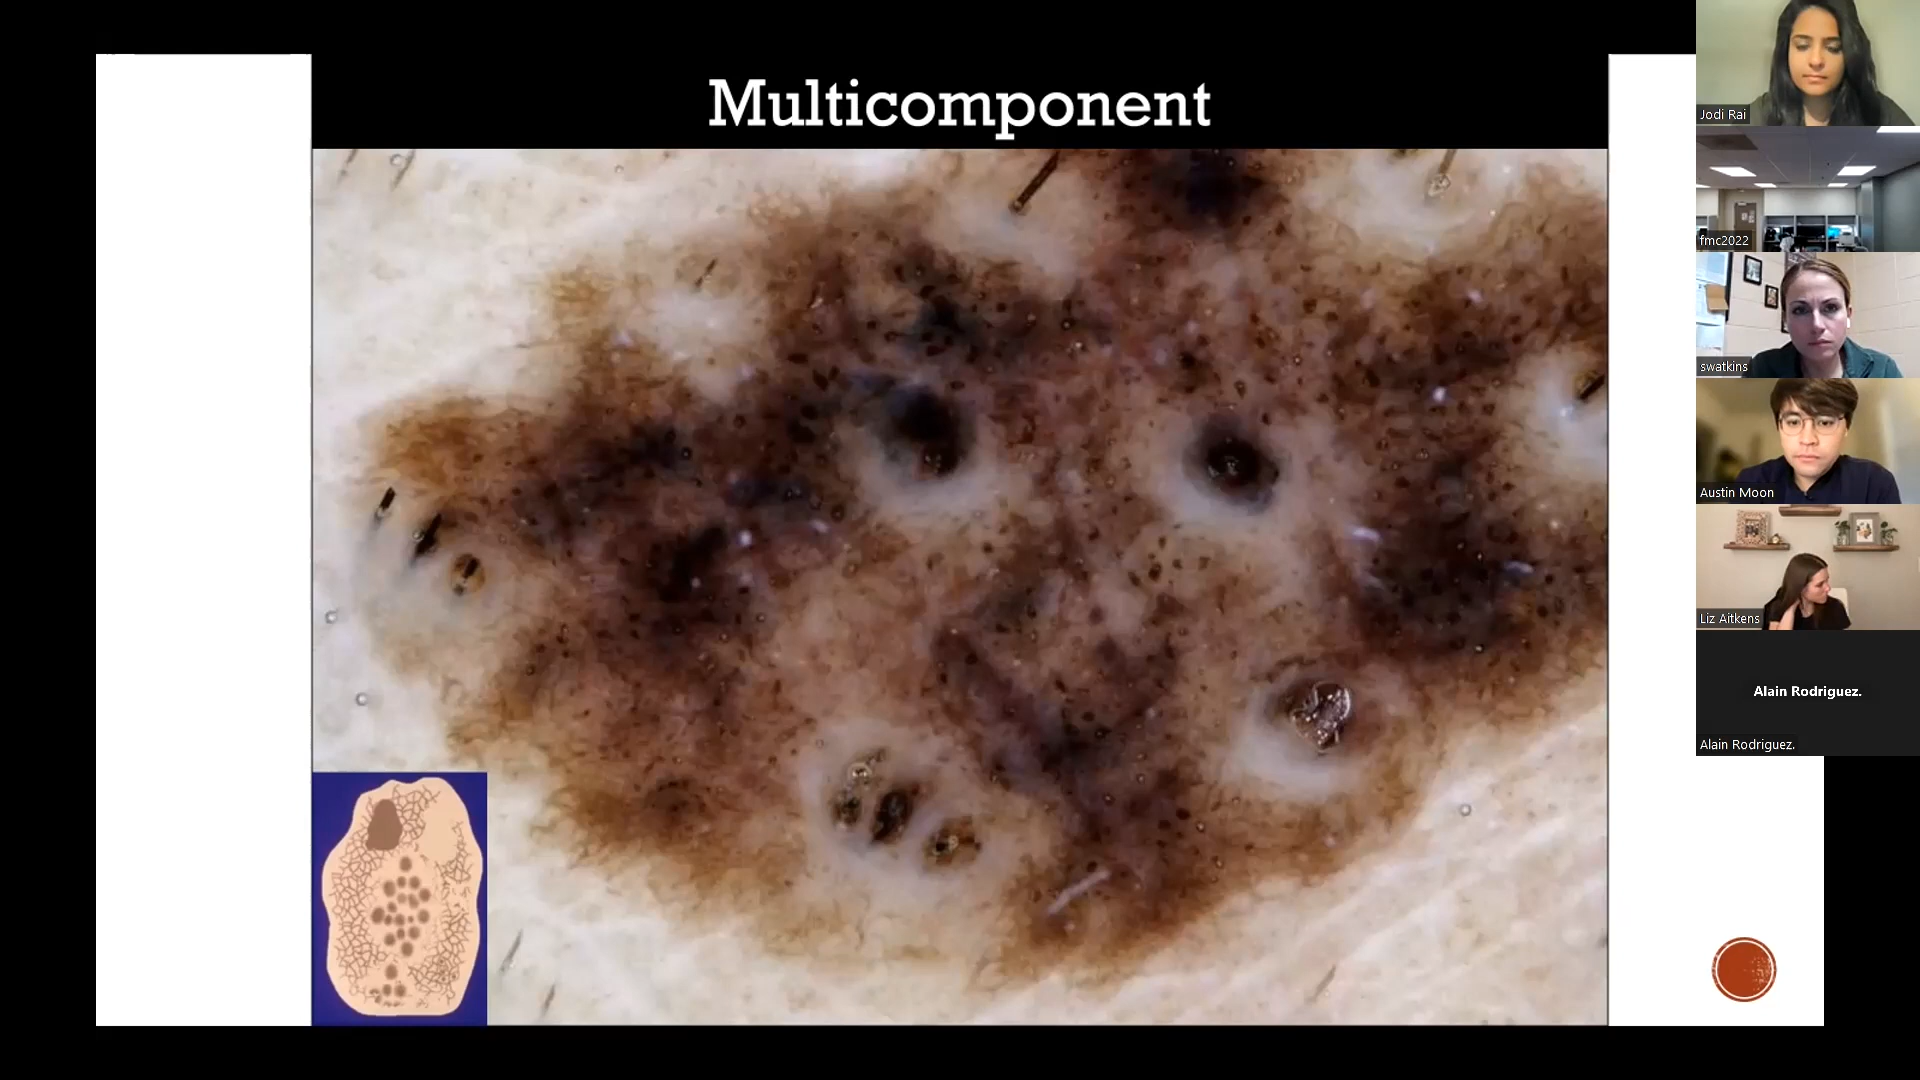 Multicomponent
Jodi Rai
fmc2022
swatkins
Austin Moon
Liz Aitkens
Alain Rodriguez.
Alain Rodriguez.